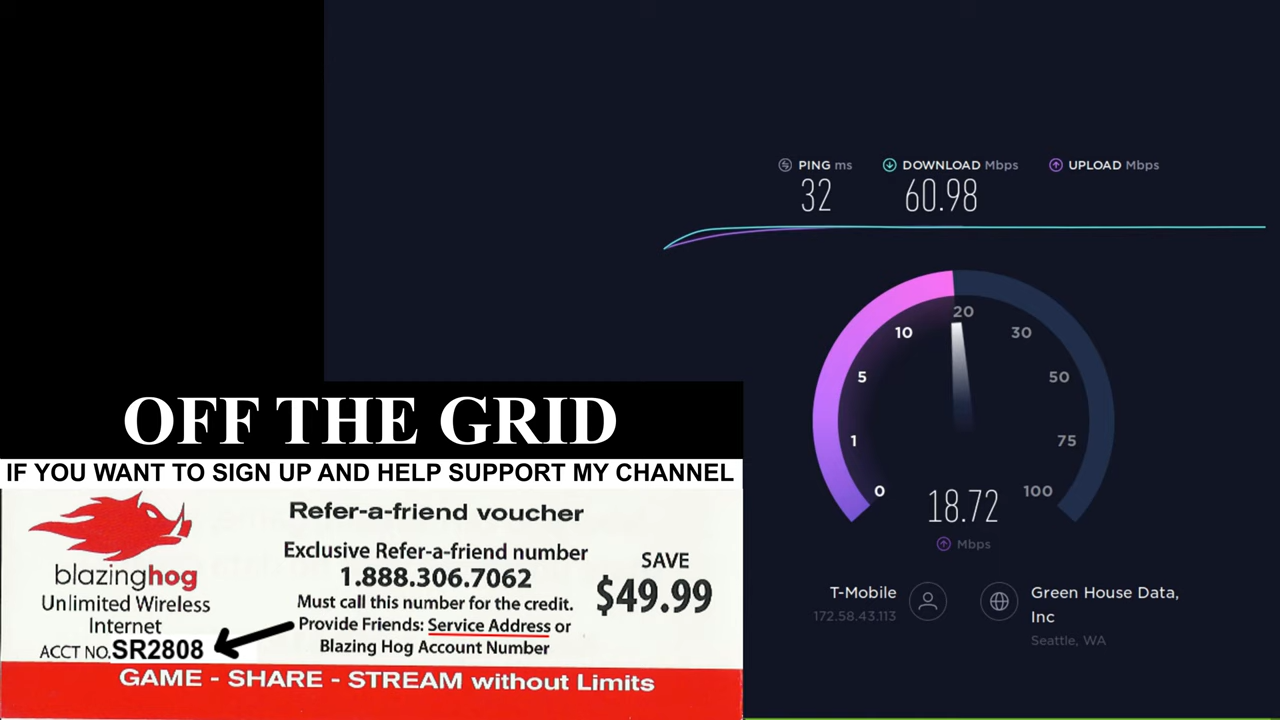 PING ms
DOWNLOAD Mbps
UPLOAD Mbps
32
60.98
0
1
5
10
20
30
50
75
100
18.72
Mbps
T-Mobile
172.58.43.113
Green House Data,
Inc
Seattle, WA
OFF THE GRID
IF YOU WANT TO SIGN UP AND HELP SUPPORT MY CHANNEL
blazinghog
Unlimited Wireless
Internet
ACCT NO.SR2808
Refer-a-friend voucher
Exclusive Refer-a-friend number
1.888.306.7062
Must call this number for the credit.
Provide Friends: Service Address or
Blazing Hog Account Number
SAVE
$49.99
GAME - SHARE - STREAM without Limits